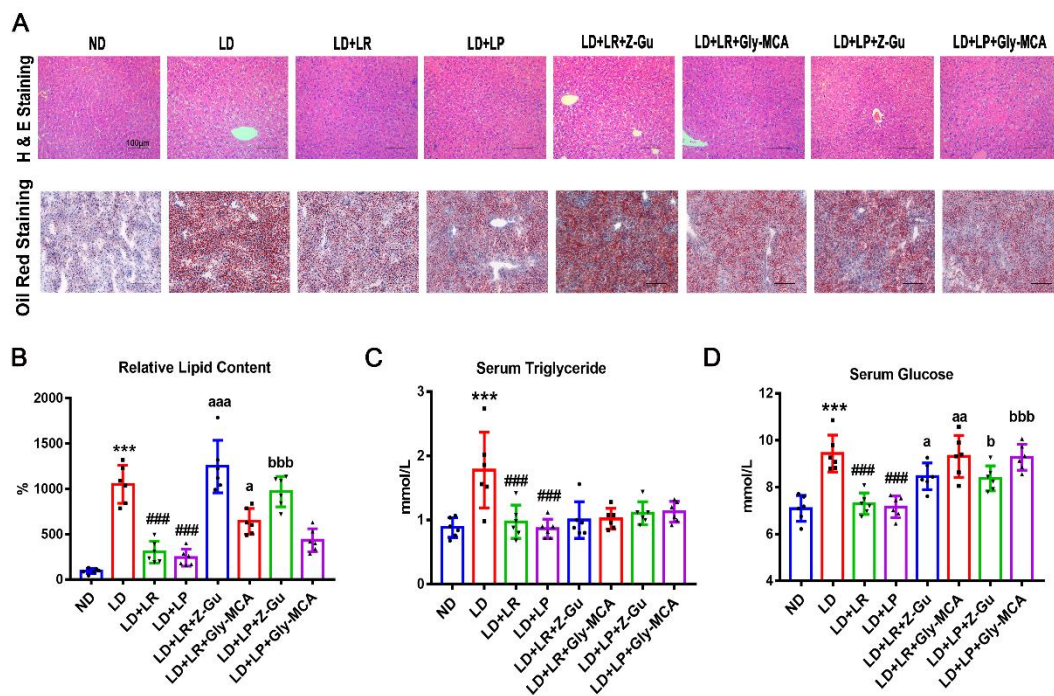 A
ND LD LD+LR LD+LP LD+LR+Z-Gu LD+LR+Gly-MCA LD+LP+Z-Gu LD+LP+Gly-MCA
H & E Staining
100μm
Oil Red Staining
B
Relative Lipid Content
%
2000
1500
1000
500
0
***
###
###
aaa
a
bbb
ND
LD
LD+LR
LD+LP
LD+LR+Z-Gu
LD+LR+Gly-MCA
LD+LP+Z-Gu
LD+LP+Gly-MCA
C
Serum Triglyceride
mmol/L
3
2
1
0
***
###
###
ND
LD
LD+LR
LD+LP
LD+LR+Z-Gu
LD+LR+Gly-MCA
LD+LP+Z-Gu
LD+LP+Gly-MCA
D
Serum Glucose
mmol/L
12
10
8
6
4
***
###
###
a
aa
b
bbb
ND
LD
LD+LR
LD+LP
LD+LR+Z-Gu
LD+LR+Gly-MCA
LD+LP+Z-Gu
LD+LP+Gly-MCA